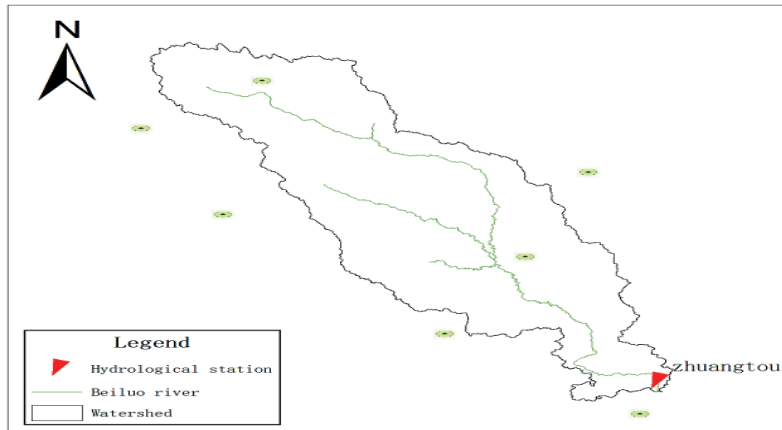 N
zhuangtou
Legend
Hydrological station
Beiluo river
Watershed